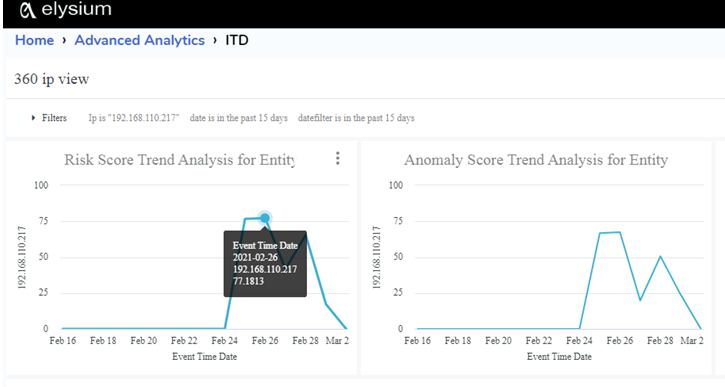 elysium
Home › Advanced Analytics › ITD
360 ip view
Filters Ip is "192.168.110.217" date is in the past 15 days datefilter is in the past 15 days
Risk Score Trend Analysis for Entity
100
75
50
25
0
192.168.110.217
Event Time Date
2021-02-26
192.168.110.217
77.1813
Feb 16 Feb 18 Feb 20 Feb 22 Feb 24 Feb 26 Feb 28 Mar 2
Event Time Date
Anomaly Score Trend Analysis for Entity
100
75
50
25
0
192.168.110.217
Feb 16 Feb 18 Feb 20 Feb 22 Feb 24 Feb 26 Feb 28 Mar 2
Event Time Date